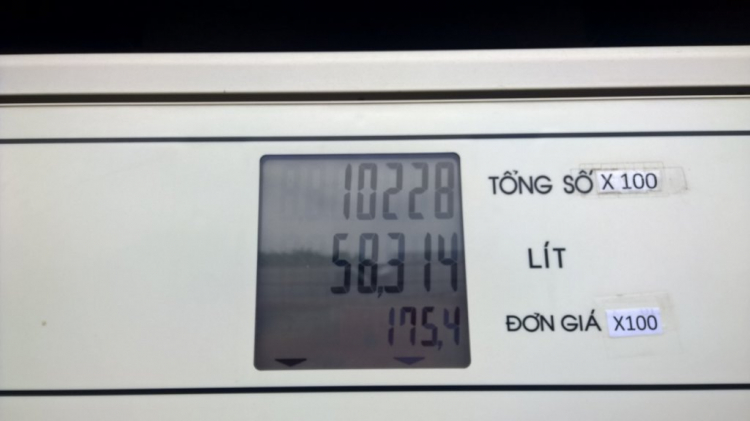 10228 TỔNG SỐ X 100
58,314 LÍT
175,4 ĐƠN GIÁ X100